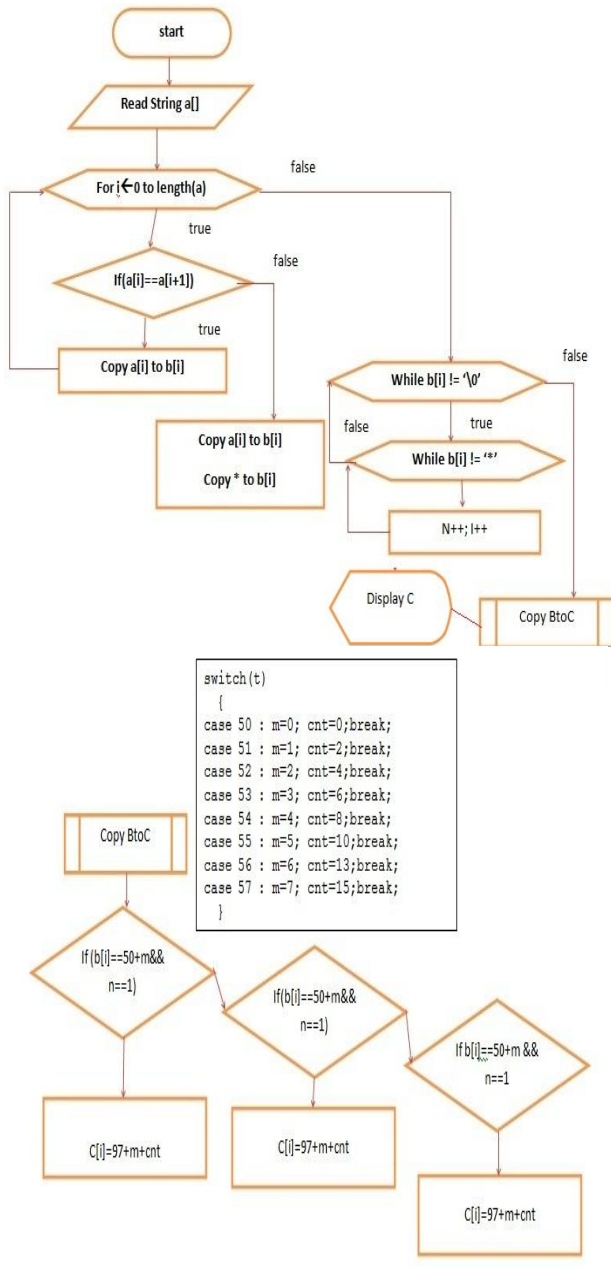 start
Read String a[]
For i←0 to length(a)
false
true
If(a[i]==a[i+1])
false
true
Copy a[i] to b[i]
Copy a[i] to b[i]
Copy * to b[i]
While b[i] != ‘\0’
false
true
false
While b[i] != ‘*’
N++; I++
Display C
Copy BtoC
switch(t)
{
case 50 : m=0; cnt=0;break;
case 51 : m=1; cnt=2;break;
case 52 : m=2; cnt=4;break;
case 53 : m=3; cnt=6;break;
case 54 : m=4; cnt=8;break;
case 55 : m=5; cnt=10;break;
case 56 : m=6; cnt=13;break;
case 57 : m=7; cnt=15;break;
}
Copy BtoC
If (b[i]==50+m&&
n==1)
If(b[i]==50+m&&
n==1)
If b[i]==50+m &&
n==1
C[i]=97+m+cnt
C[i]=97+m+cnt
C[i]=97+m+cnt